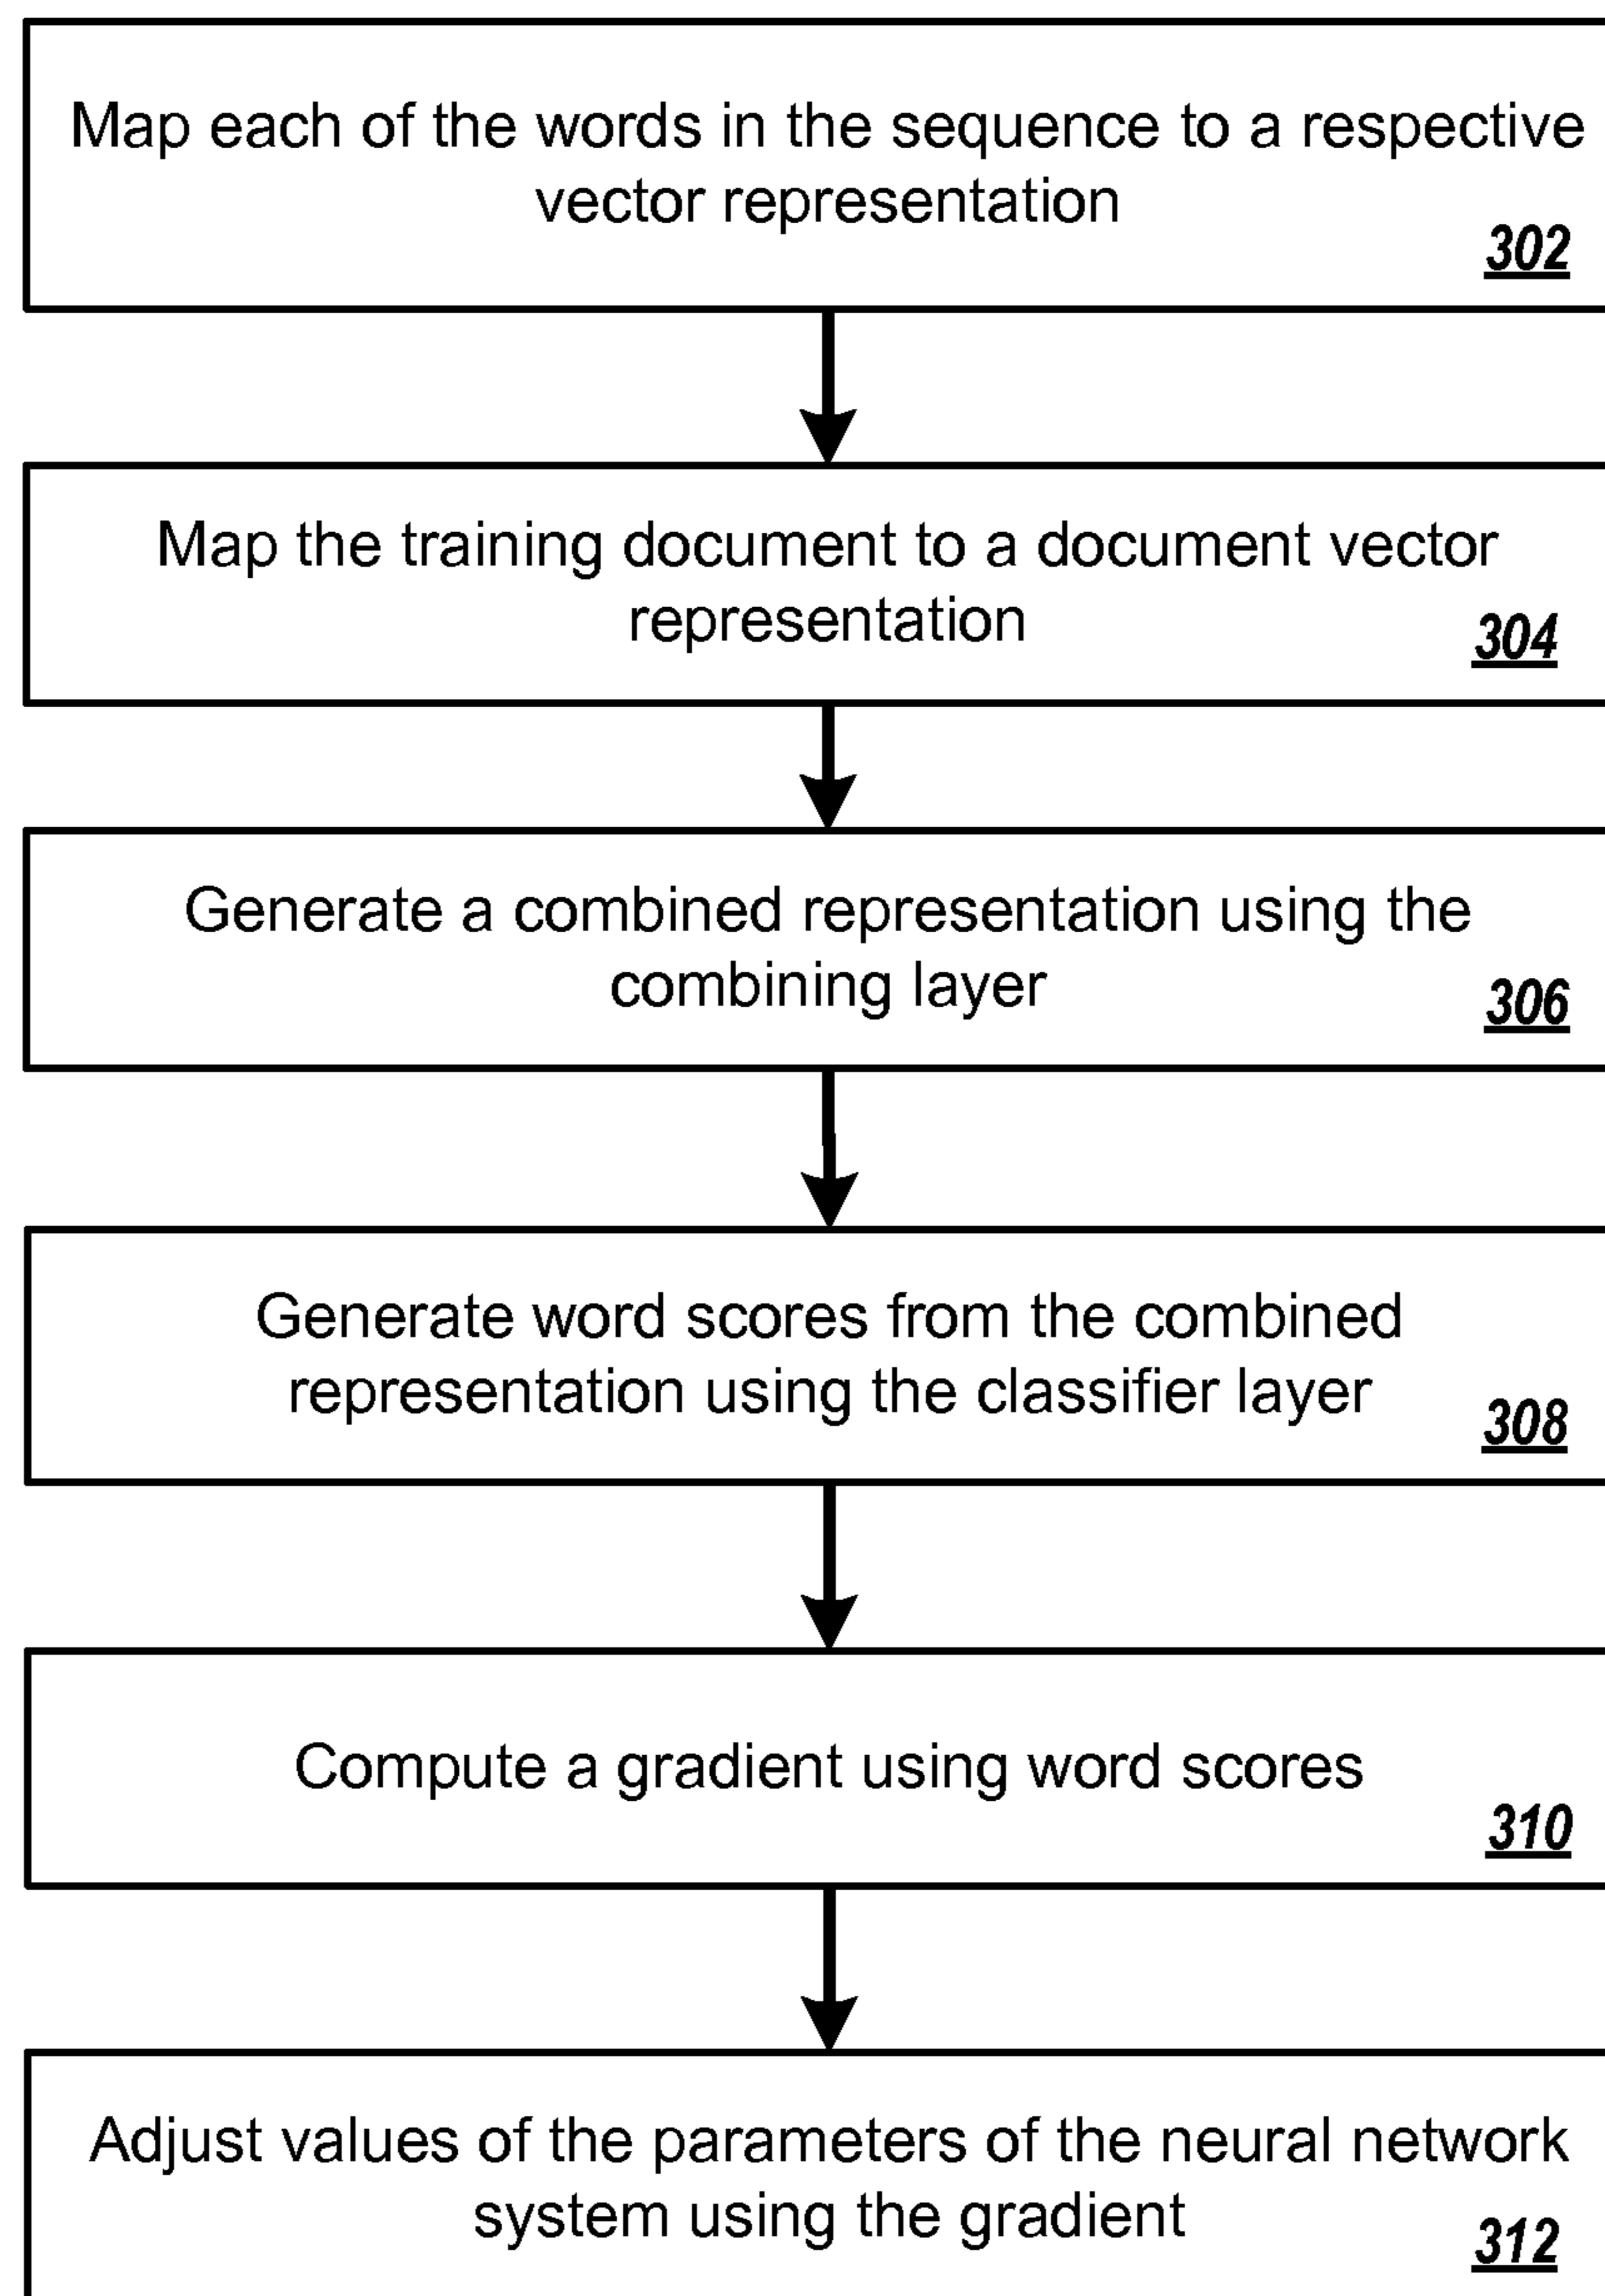 Map each of the words in the sequence to a respective
vector representation
302
Map the training document to a document vector
representation
304
Generate a combined representation using the
combining layer
306
Generate word scores from the combined
representation using the classifier layer
308
Compute a gradient using word scores
310
Adjust values of the parameters of the neural network
system using the gradient
312